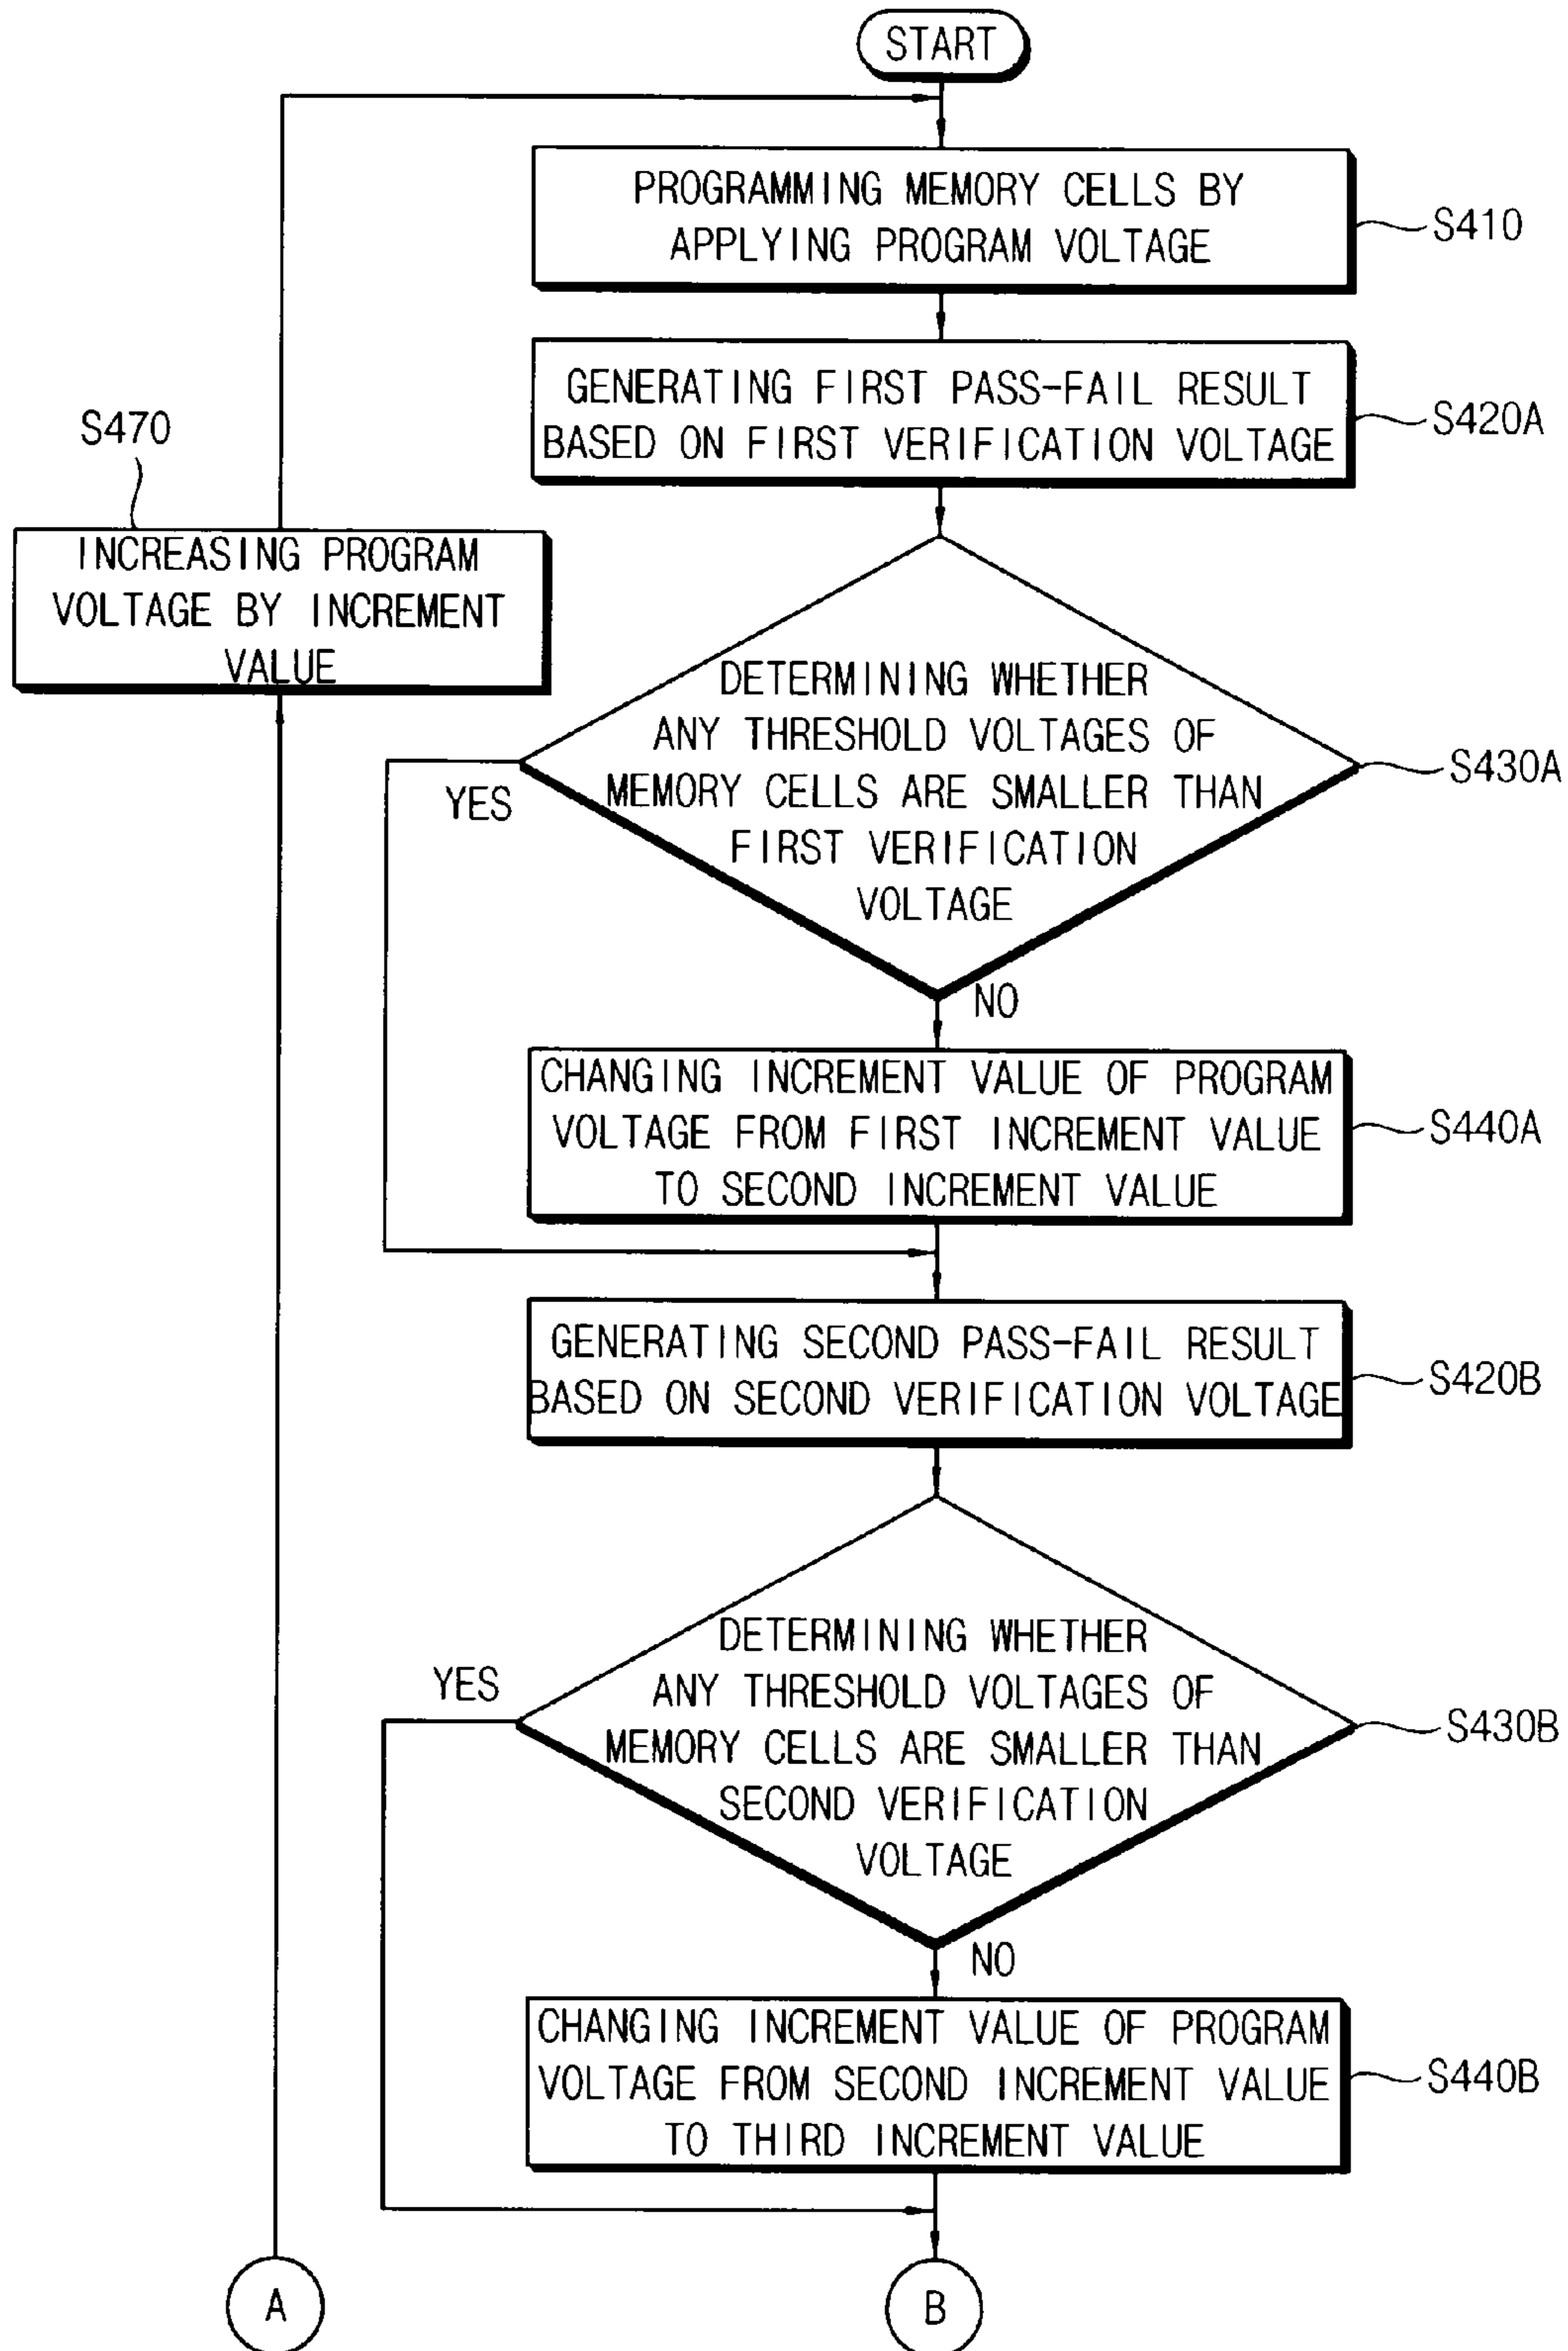 START
PROGRAMMING MEMORY CELLS BY
APPLYING PROGRAM VOLTAGE
S410
GENERATING FIRST PASS-FAIL RESULT
BASED ON FIRST VERIFICATION VOLTAGE
S420A
S470
INCREASING PROGRAM
VOLTAGE BY INCREMENT
VALUE
DETERMINING WHETHER
ANY THRESHOLD VOLTAGES OF
MEMORY CELLS ARE SMALLER THAN
FIRST VERIFICATION
VOLTAGE
S430A
YES
NO
CHANGING INCREMENT VALUE OF PROGRAM
VOLTAGE FROM FIRST INCREMENT VALUE
TO SECOND INCREMENT VALUE
S440A
GENERATING SECOND PASS-FAIL RESULT
BASED ON SECOND VERIFICATION VOLTAGE
S420B
DETERMINING WHETHER
ANY THRESHOLD VOLTAGES OF
MEMORY CELLS ARE SMALLER THAN
SECOND VERIFICATION
VOLTAGE
S430B
YES
NO
CHANGING INCREMENT VALUE OF PROGRAM
VOLTAGE FROM SECOND INCREMENT VALUE
TO THIRD INCREMENT VALUE
S440B
A
B